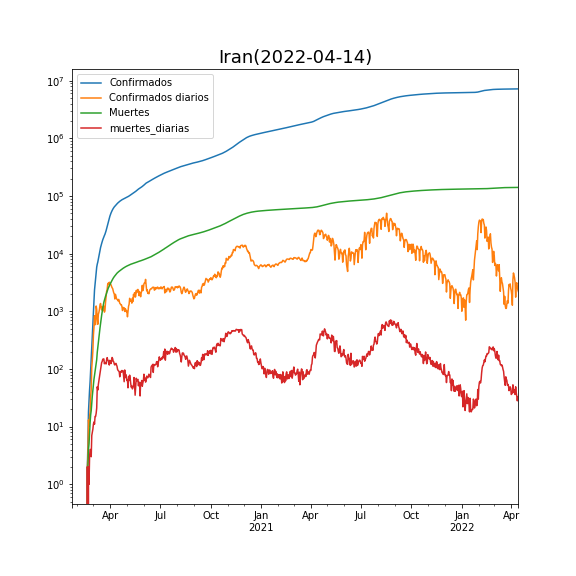 Iran(2022-04-14)
Confirmados
Confirmados diarios
Muertes
muertes_diarias
10⁷
10⁶
10⁵
10⁴
10³
10²
10¹
10⁰
Apr Jul Oct Jan Apr Jul Oct Jan Apr
2021 2022